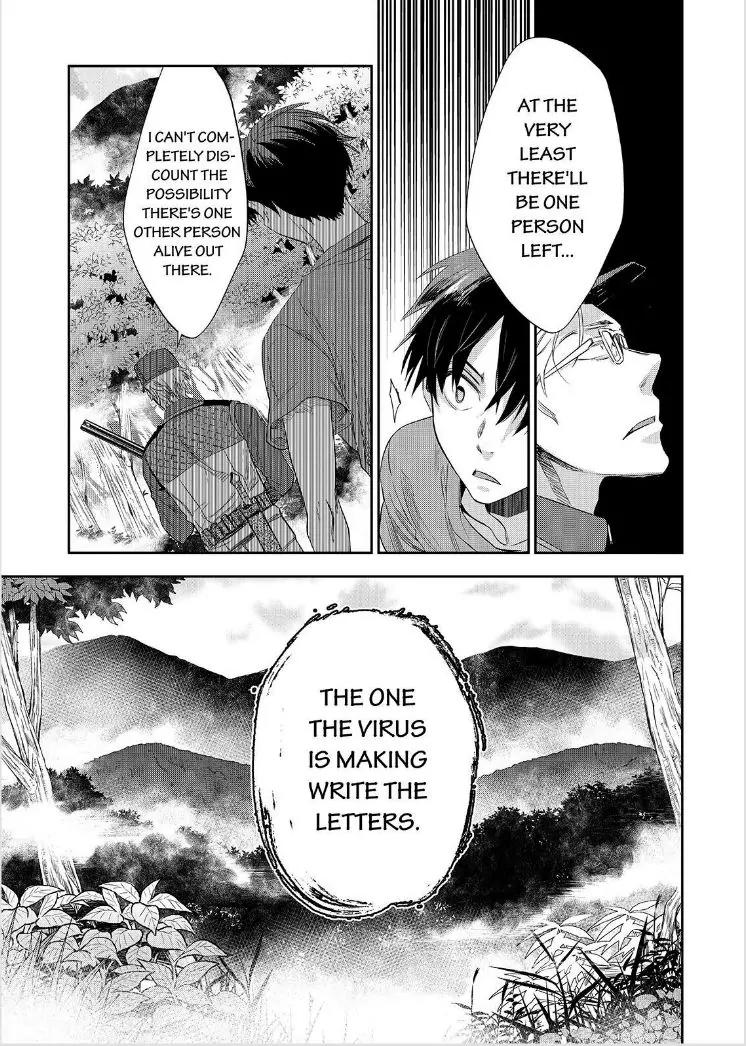 AT THE
VERY
LEAST
THERE'LL
BE ONE
PERSON
LEFT...
I CAN'T COM-
PLETELY DIS-
COUNT THE
POSSIBILITY
THERE'S ONE
OTHER PERSON
ALIVE OUT
THERE.
THE ONE
THE VIRUS
IS MAKING
WRITE THE
LETTERS.